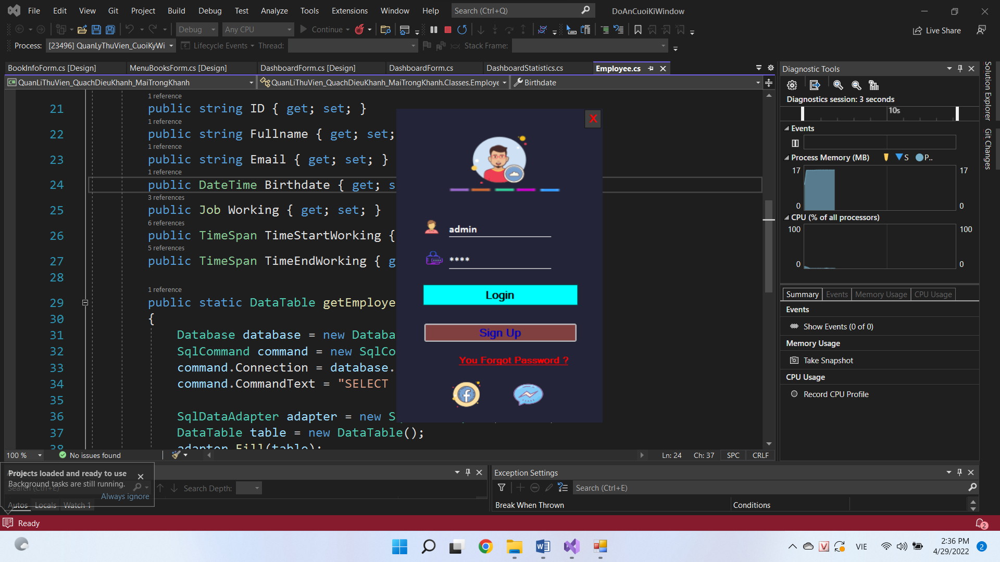 File Edit View Git Project Build Debug Test Analyze Tools Extensions Window Help Search (Ctrl+Q) DoAnCuoiKiWindow
Debug Any CPU Continue Live Share
Process: [23496] QuanLyThuVien_CuoiKyWi Lifecycle Events Thread: Stack Frame:
BookInfoForm.cs [Design] MenuBooksForm.cs [Design] DashboardForm.cs [Design] DashboardForm.cs DashboardStatistics.cs Employee.cs
QuanLiThuVien_QuachDieuKhanh_MaiTrongKhanh QuanLiThuVien_QuachDieuKhanh_MaiTrongKhanh.Classes.Employe Birthdate
1 reference
21 public string ID { get; set; }
1 reference
22 public string Fullname { get; set;
1 reference
23 public string Email { get; set; }
1 reference
24 public DateTime Birthdate { get; s
3 references
25 public Job Working { get; set; }
6 references
26 public TimeSpan TimeStartWorking {
5 references
27 public TimeSpan TimeEndWorking { g
28
1 reference
29 public static DataTable getEmploye
30 {
31 Database database = new Databa
32 SqlCommand command = new SqlCo
33 command.Connection = database.
34 command.CommandText = "SELECT
35
36 SqlDataAdapter adapter = new S
37 DataTable table = new DataTable();
38 adapter.Fill(table);
X
admin
****
Login
Sign Up
You Forgot Password ?
100 % No issues found Ln: 24 Ch: 37 SPC CRLF
Diagnostic Tools
Diagnostics session: 3 seconds
10s
Events
Process Memory (MB) S P..
17 17
0 0
CPU (% of all processors)
100 100
0 0
Summary Events Memory Usage CPU Usage
Events
Show Events (0 of 0)
Memory Usage
Take Snapshot
CPU Usage
Record CPU Profile
Solution Explorer
Git Changes
Projects loaded and ready to use
Background tasks are still running.
Always ignore
Search (Ctrl+E) Search Depth:
Autos Locals Watch 1
Exception Settings
Search (Ctrl+E)
Break When Thrown Conditions
Ready 2
VIE 2:36 PM
4/29/2022 2